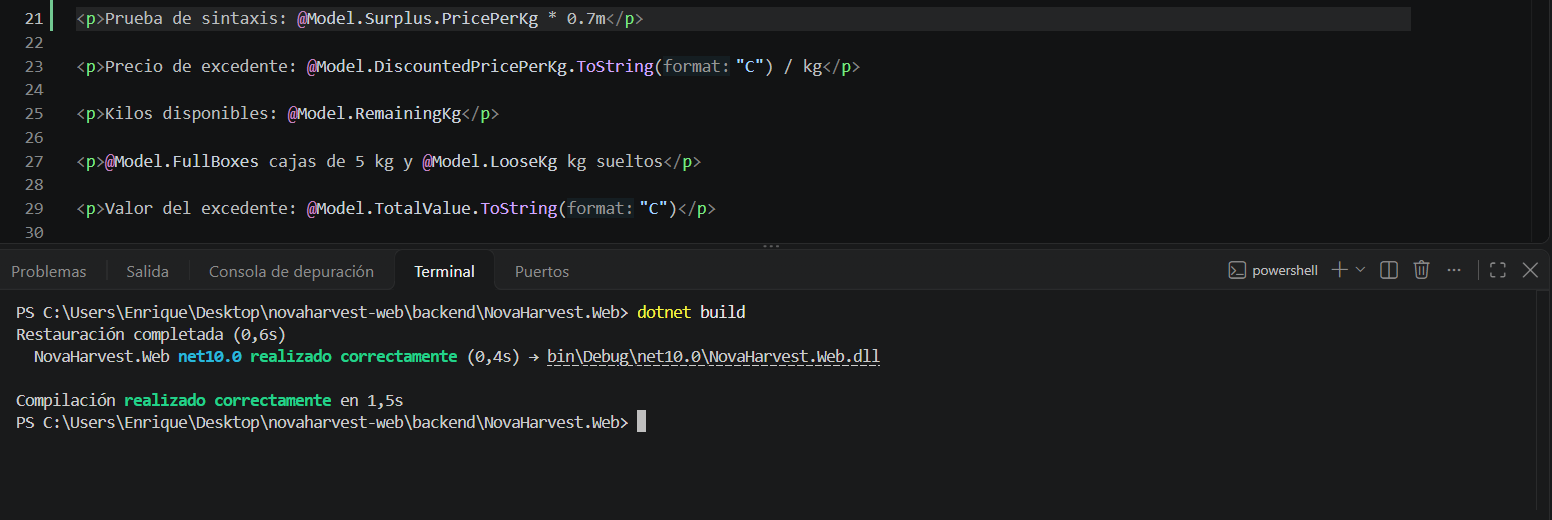 21 <p>Prueba de sintaxis: @Model.Surplus.PricePerKg * 0.7m</p>
22
23 <p>Precio de excedente: @Model.DiscountedPricePerKg.ToString(format: "C") / kg</p>
24
25 <p>Kilos disponibles: @Model.RemainingKg</p>
26
27 <p>@Model.FullBoxes cajas de 5 kg y @Model.LooseKg kg sueltos</p>
28
29 <p>Valor del excedente: @Model.TotalValue.ToString(format: "C")</p>
30
Problemas Salida Consola de depuración Terminal Puertos powershell
PS C:\Users\Enrique\Desktop\novaharvest-web\backend\NovaHarvest.Web> dotnet build
Restauración completada (0,6s)
  NovaHarvest.Web net10.0 realizado correctamente (0,4s) → bin\Debug\net10.0\NovaHarvest.Web.dll

Compilación realizado correctamente en 1,5s
PS C:\Users\Enrique\Desktop\novaharvest-web\backend\NovaHarvest.Web>